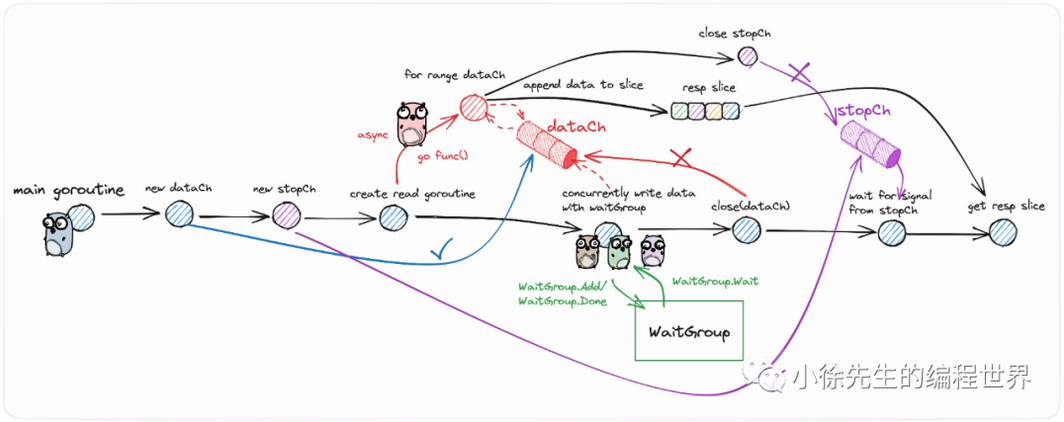 close stopCh
for range dataCh
append data to slice
resp slice
stopCh
dataCh
async
go func()
main goroutine
new dataCh
new stopCh
create read goroutine
concurrently write data
with waitGroup
close(dataCh)
wait for signal
from stopCh
get resp slice
WaitGroup.Add/
WaitGroup.Done
WaitGroup.Wait
WaitGroup
小徐先生的编程世界